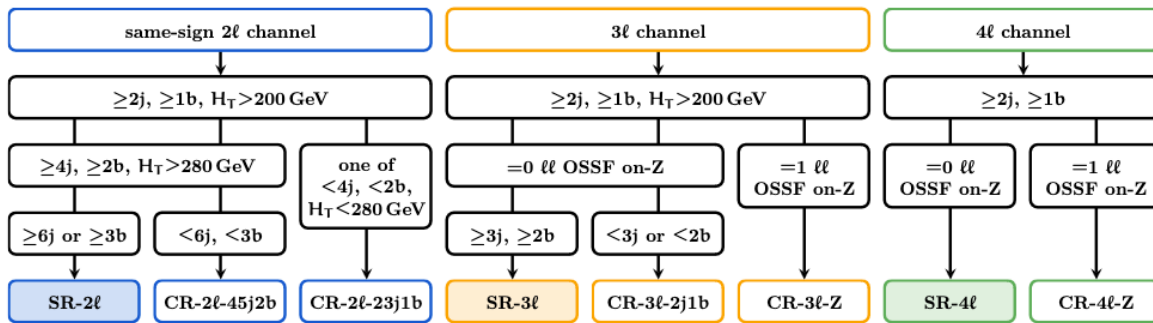 same-sign 2ℓ channel
3ℓ channel
4ℓ channel
≥2j, ≥1b, H_T>200 GeV
≥2j, ≥1b, H_T>200 GeV
≥2j, ≥1b
≥4j, ≥2b, H_T>280 GeV
one of
<4j, <2b,
H_T<280 GeV
=0 ℓℓ OSSF on-Z
=1 ℓℓ
OSSF on-Z
=0 ℓℓ
OSSF on-Z
=1 ℓℓ
OSSF on-Z
≥6j or ≥3b
<6j, <3b
≥3j, ≥2b
<3j or <2b
SR-2ℓ
CR-2ℓ-45j2b
CR-2ℓ-23j1b
SR-3ℓ
CR-3ℓ-2j1b
CR-3ℓ-Z
SR-4ℓ
CR-4ℓ-Z